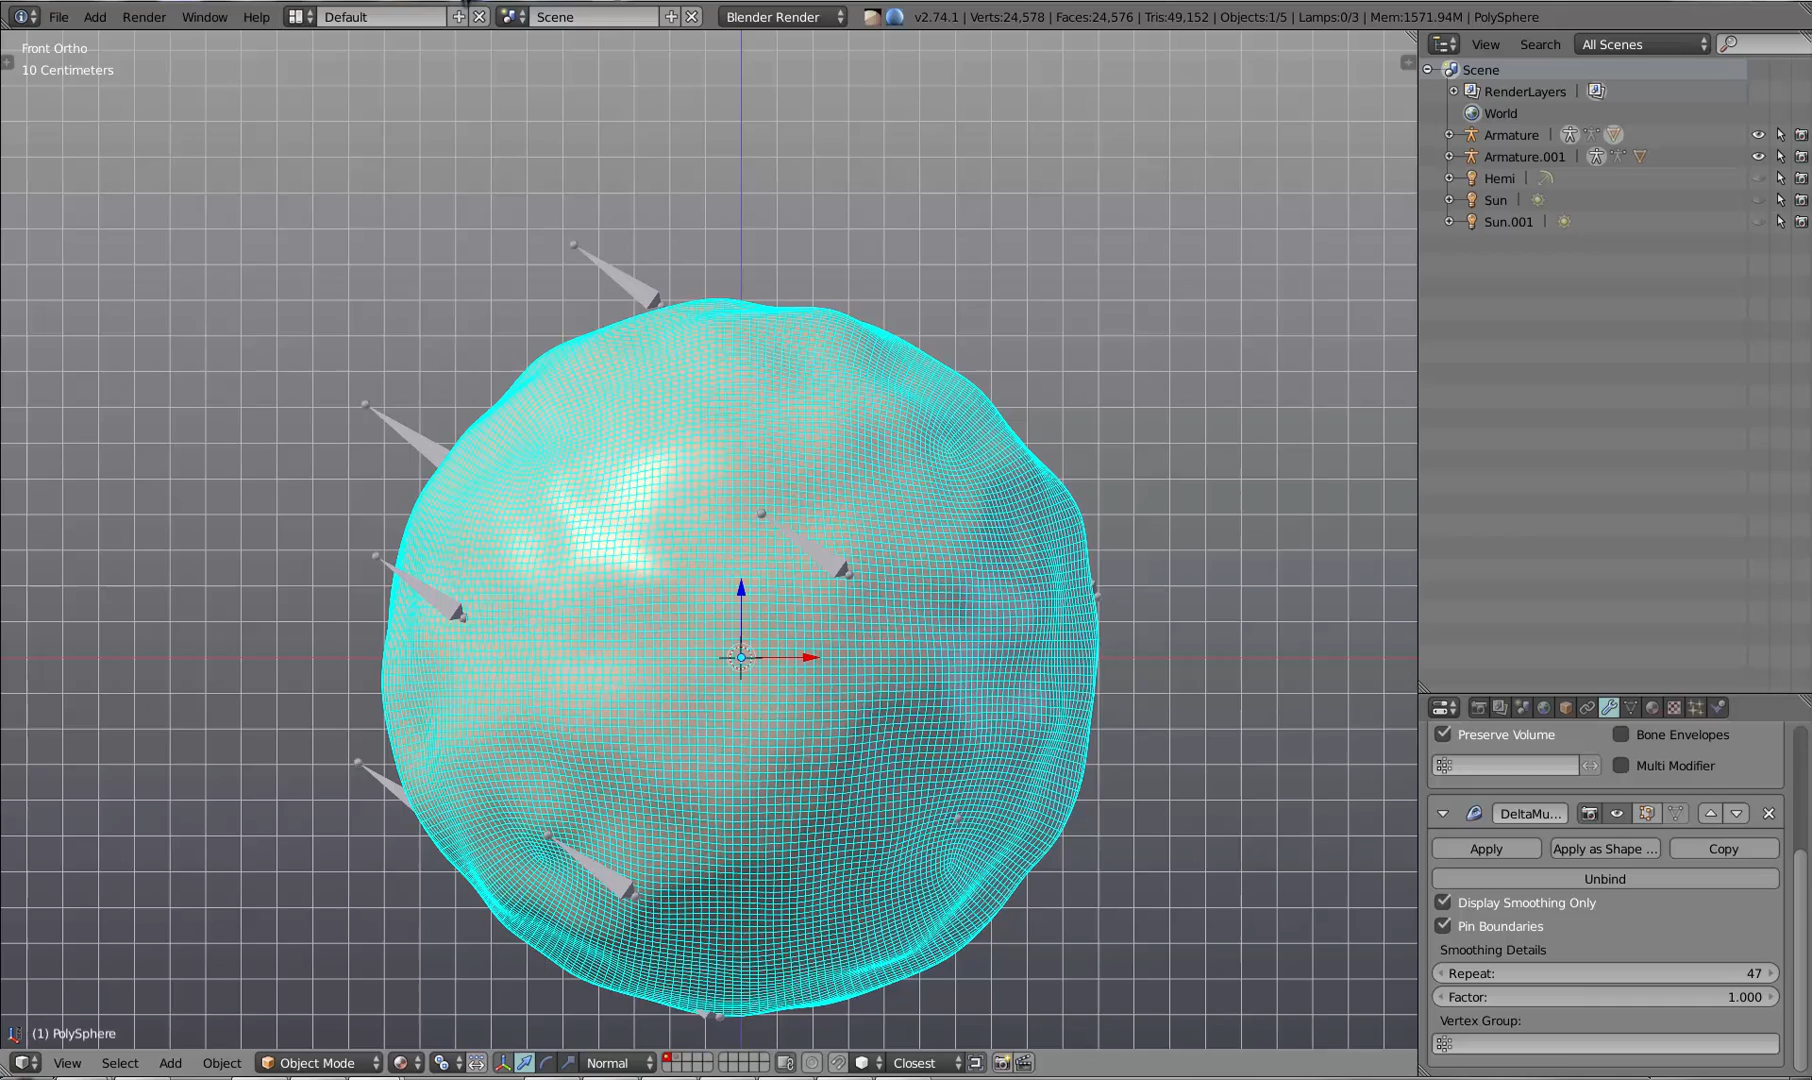 File Add Render Window Help Default Scene Blender Render v2.74.1 | Verts:24,578 | Faces:24,576 | Tris:49,152 | Objects:1/5 | Lamps:0/3 | Mem:1571.94M | PolySphere
Front Ortho
10 Centimeters
View Search All Scenes
Scene
RenderLayers
World
Armature
Armature.001
Hemi
Sun
Sun.001
Preserve Volume Bone Envelopes
Multi Modifier
DeltaMu...
Apply Apply as Shape ... Copy
Unbind
Display Smoothing Only
Pin Boundaries
Smoothing Details
Repeat: 47
Factor: 1.000
Vertex Group:
(1) PolySphere
View Select Add Object Object Mode Normal Closest